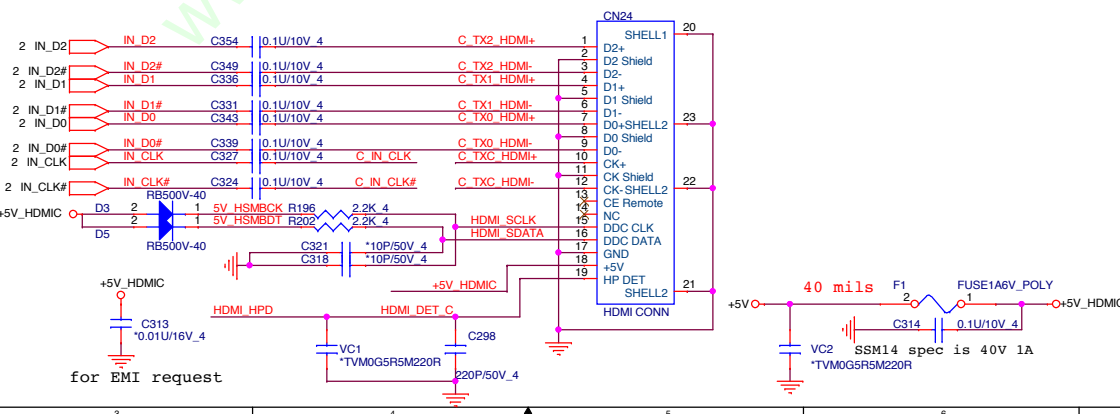 CN24
2 IN_D2 IN_D2 C354 0.1U/10V_4 C_TX2_HDMI+ 1 D2+ SHELL1 20
2 D2 Shield
2 IN_D2# IN_D2# C349 0.1U/10V_4 C_TX2_HDMI- 3 D2-
2 IN_D1 IN_D1 C336 0.1U/10V_4 C_TX1_HDMI+ 4 D1+
5 D1 Shield
2 IN_D1# IN_D1# C331 0.1U/10V_4 C_TX1_HDMI- 6 D1-
2 IN_D0 IN_D0 C343 0.1U/10V_4 C_TX0_HDMI+ 7 D0+ SHELL2 23
8 D0 Shield
2 IN_D0# IN_D0# C339 0.1U/10V_4 C_TX0_HDMI- 9 D0-
2 IN_CLK IN_CLK C327 0.1U/10V_4 C_IN_CLK C_TXC_HDMI+ 10 CK+
11 CK Shield
2 IN_CLK# IN_CLK# C324 0.1U/10V_4 C_IN_CLK# C_TXC_HDMI- 12 CK- SHELL2 22
RB500V-40 13 CE Remote
+5V_HDMIC D3 2 1 5V_HSMBCK R196 2.2K_4 14 NC
D5 2 1 5V_HSMBDT R202 2.2K_4 HDMI_SCLK 15 DDC CLK
RB500V-40 HDMI_SDATA 16 DDC DATA
C321 *10P/50V_4 17 GND
C318 *10P/50V_4 18 +5V
19 HP DET
+5V_HDMIC +5V_HDMIC SHELL2 21
HDMI CONN
HDMI_HPD HDMI_DET_C
C313
*0.01U/16V_4
for EMI request
VC1
*TVM0G5R5M220R
C298
220P/50V_4
+5V 40 mils F1 2 1 FUSE1A6V_POLY +5V_HDMIC
C314 0.1U/10V_4
SSM14 spec is 40V 1A
VC2
*TVM0G5R5M220R
3 4 5 6